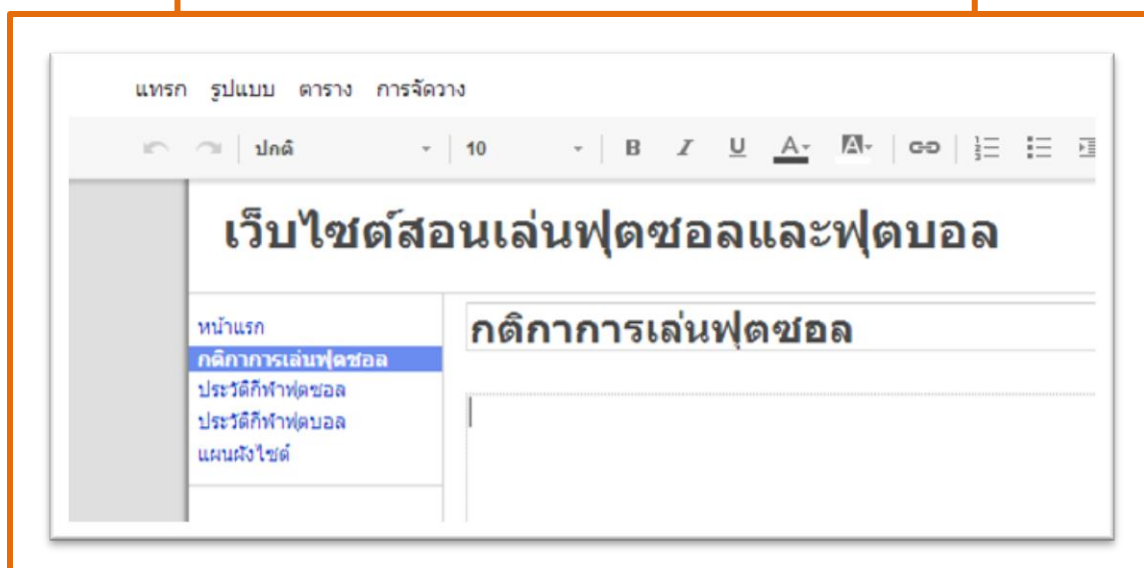 แทรก รูปแบบ ตาราง การจัดวาง
ปกติ 10 B I U A A
เว็บไซต์สอนเล่นฟุตซอลและฟุตบอล
หน้าแรก
กติกาการเล่นฟุตซอล
ประวัติกีฬาฟุตซอล
ประวัติกีฬาฟุตบอล
แผนผังไซต์
กติกาการเล่นฟุตซอล